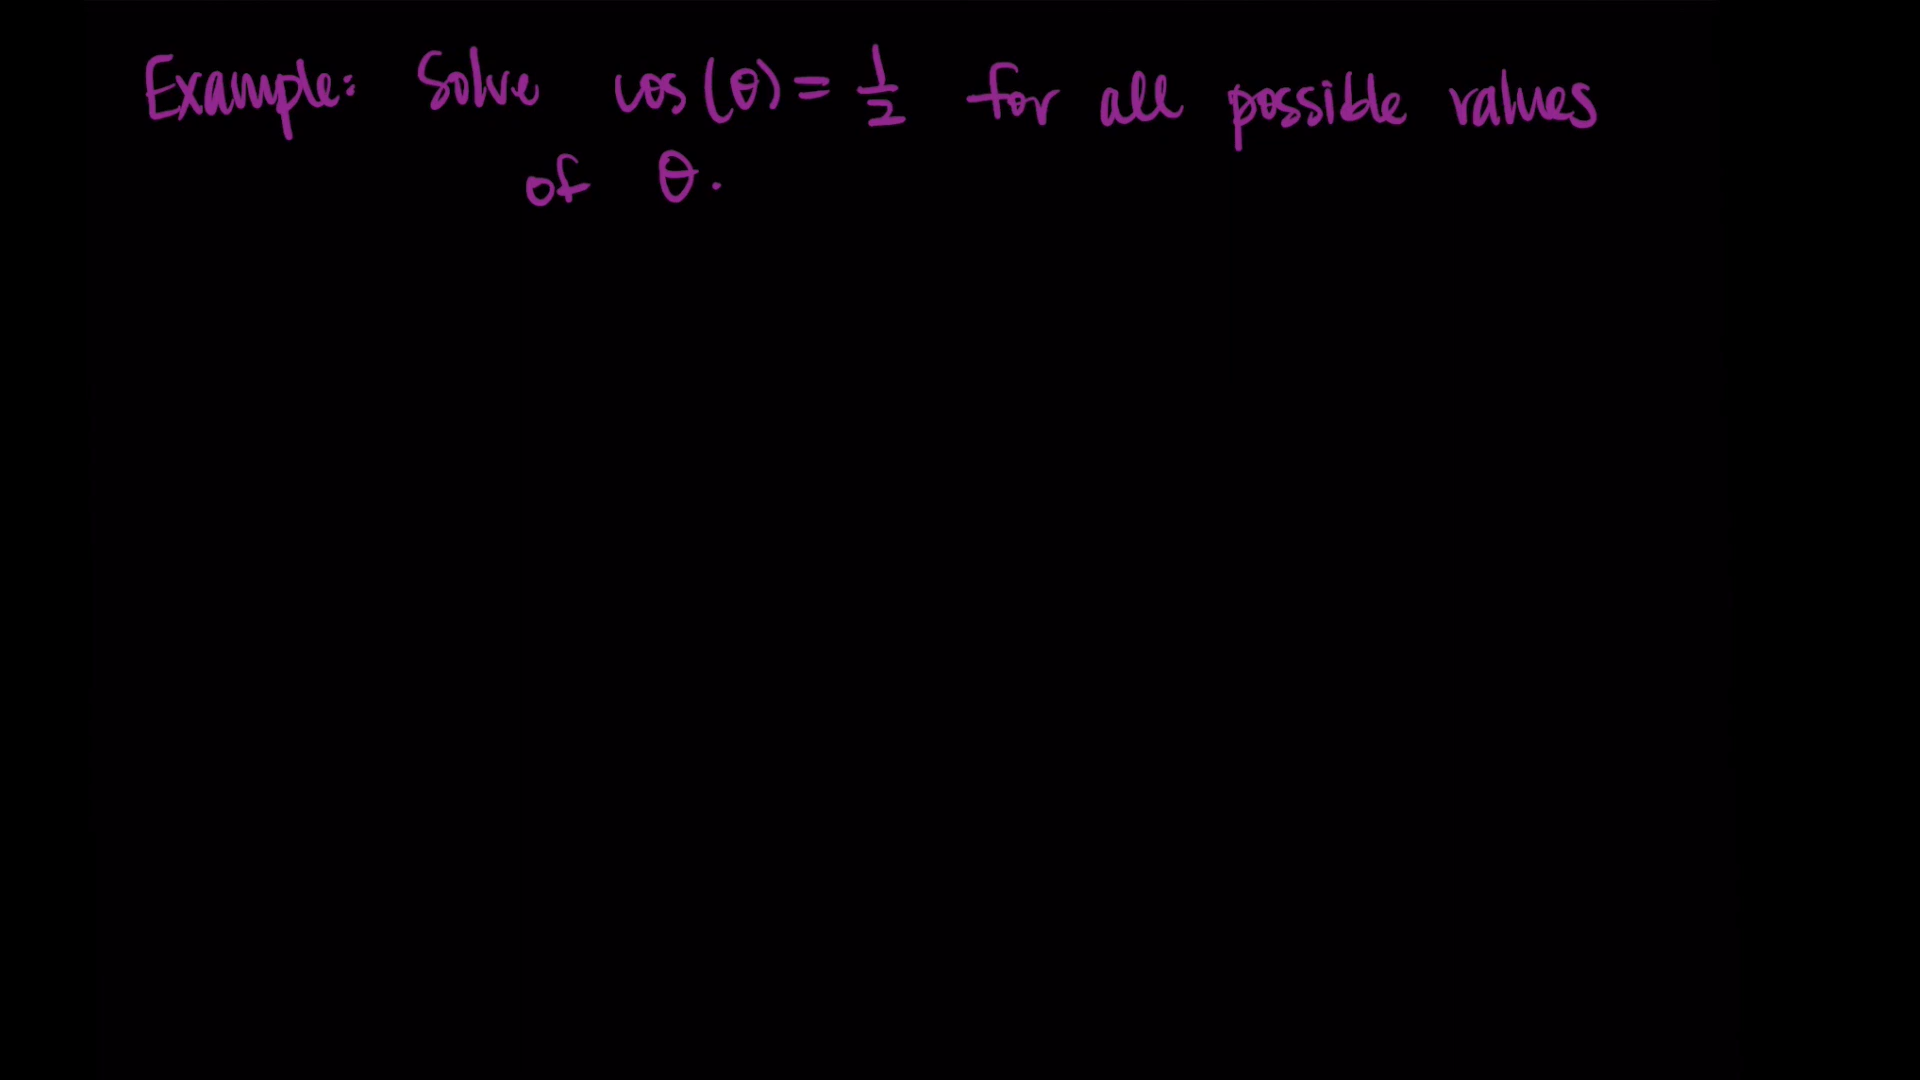 Example: Solve cos(θ) = 1/2 for all possible values
of θ.